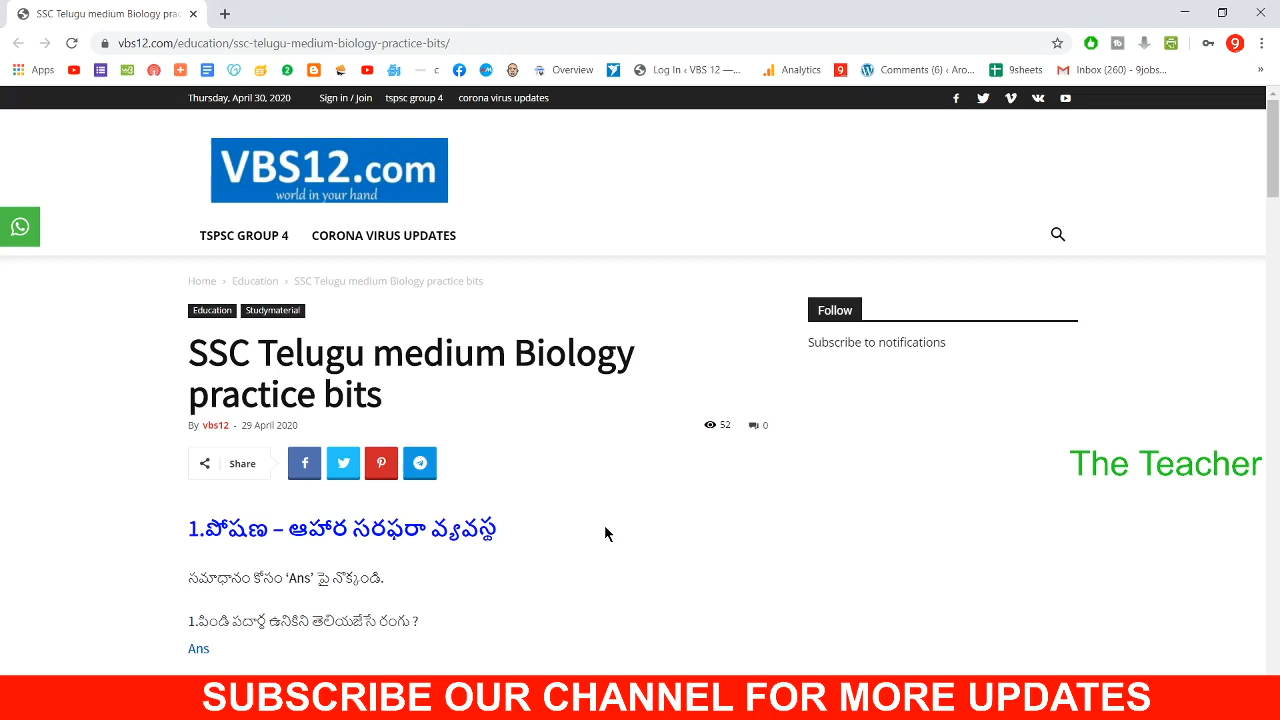 SSC Telugu medium Biology prac
vbs12.com/education/ssc-telugu-medium-biology-practice-bits/
Apps
c
Overview
Log In ‹ VBS 12 —...
Analytics
Comments (6) ‹ Aro...
9sheets
Inbox (260) - 9jobs...
»
Thursday, April 30, 2020
Sign in / Join
tspsc group 4
corona virus updates
VBS12.com
world in your hand
TSPSC GROUP 4
CORONA VIRUS UPDATES
Home › Education › SSC Telugu medium Biology practice bits
Education
Studymaterial
Follow
Subscribe to notifications
SSC Telugu medium Biology
practice bits
By vbs12 - 29 April 2020
52
0
Share
The Teacher
1.పోషణ – ఆహార సరఫరా వ్యవస్థ
సమాధానం కోసం ‘Ans’ పై నొక్కండి.
1.పిండి పదార్థ ఉనికిని తెలియజేసే రంగు ?
Ans
SUBSCRIBE OUR CHANNEL FOR MORE UPDATES